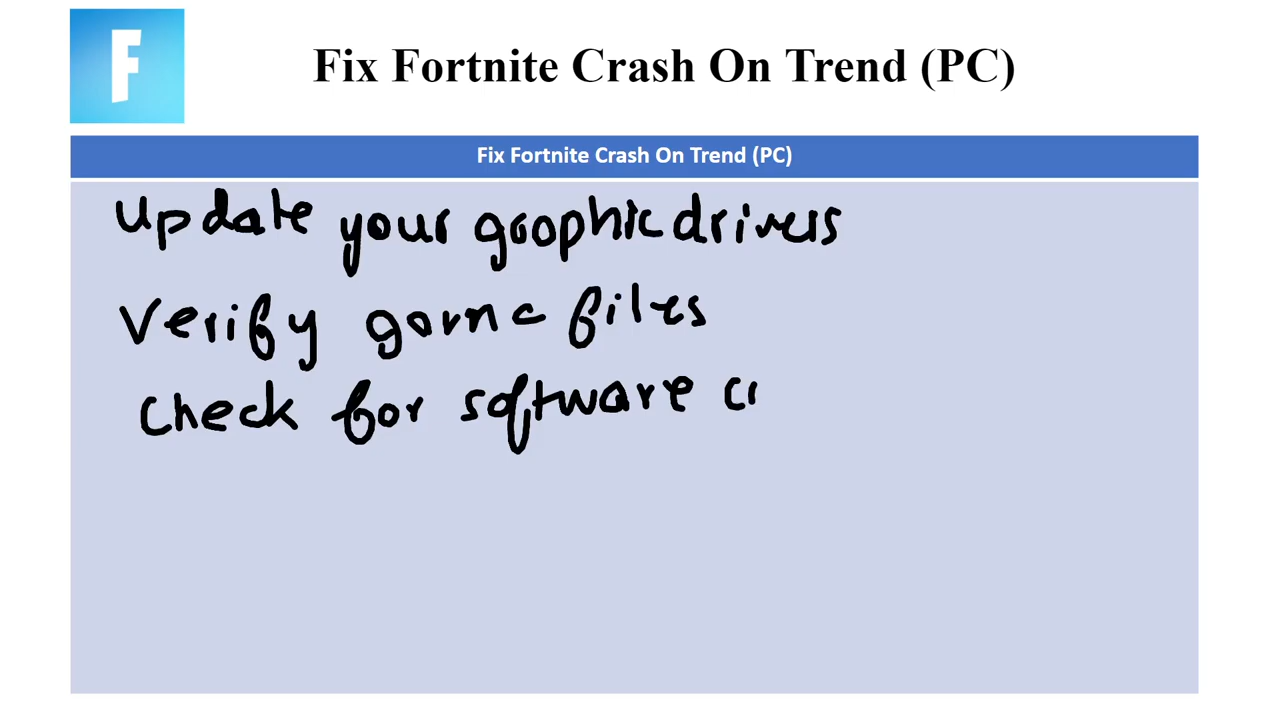 F
Fix Fortnite Crash On Trend (PC)
Fix Fortnite Crash On Trend (PC)
Update your graphic drivers
Verify game files
Check for software